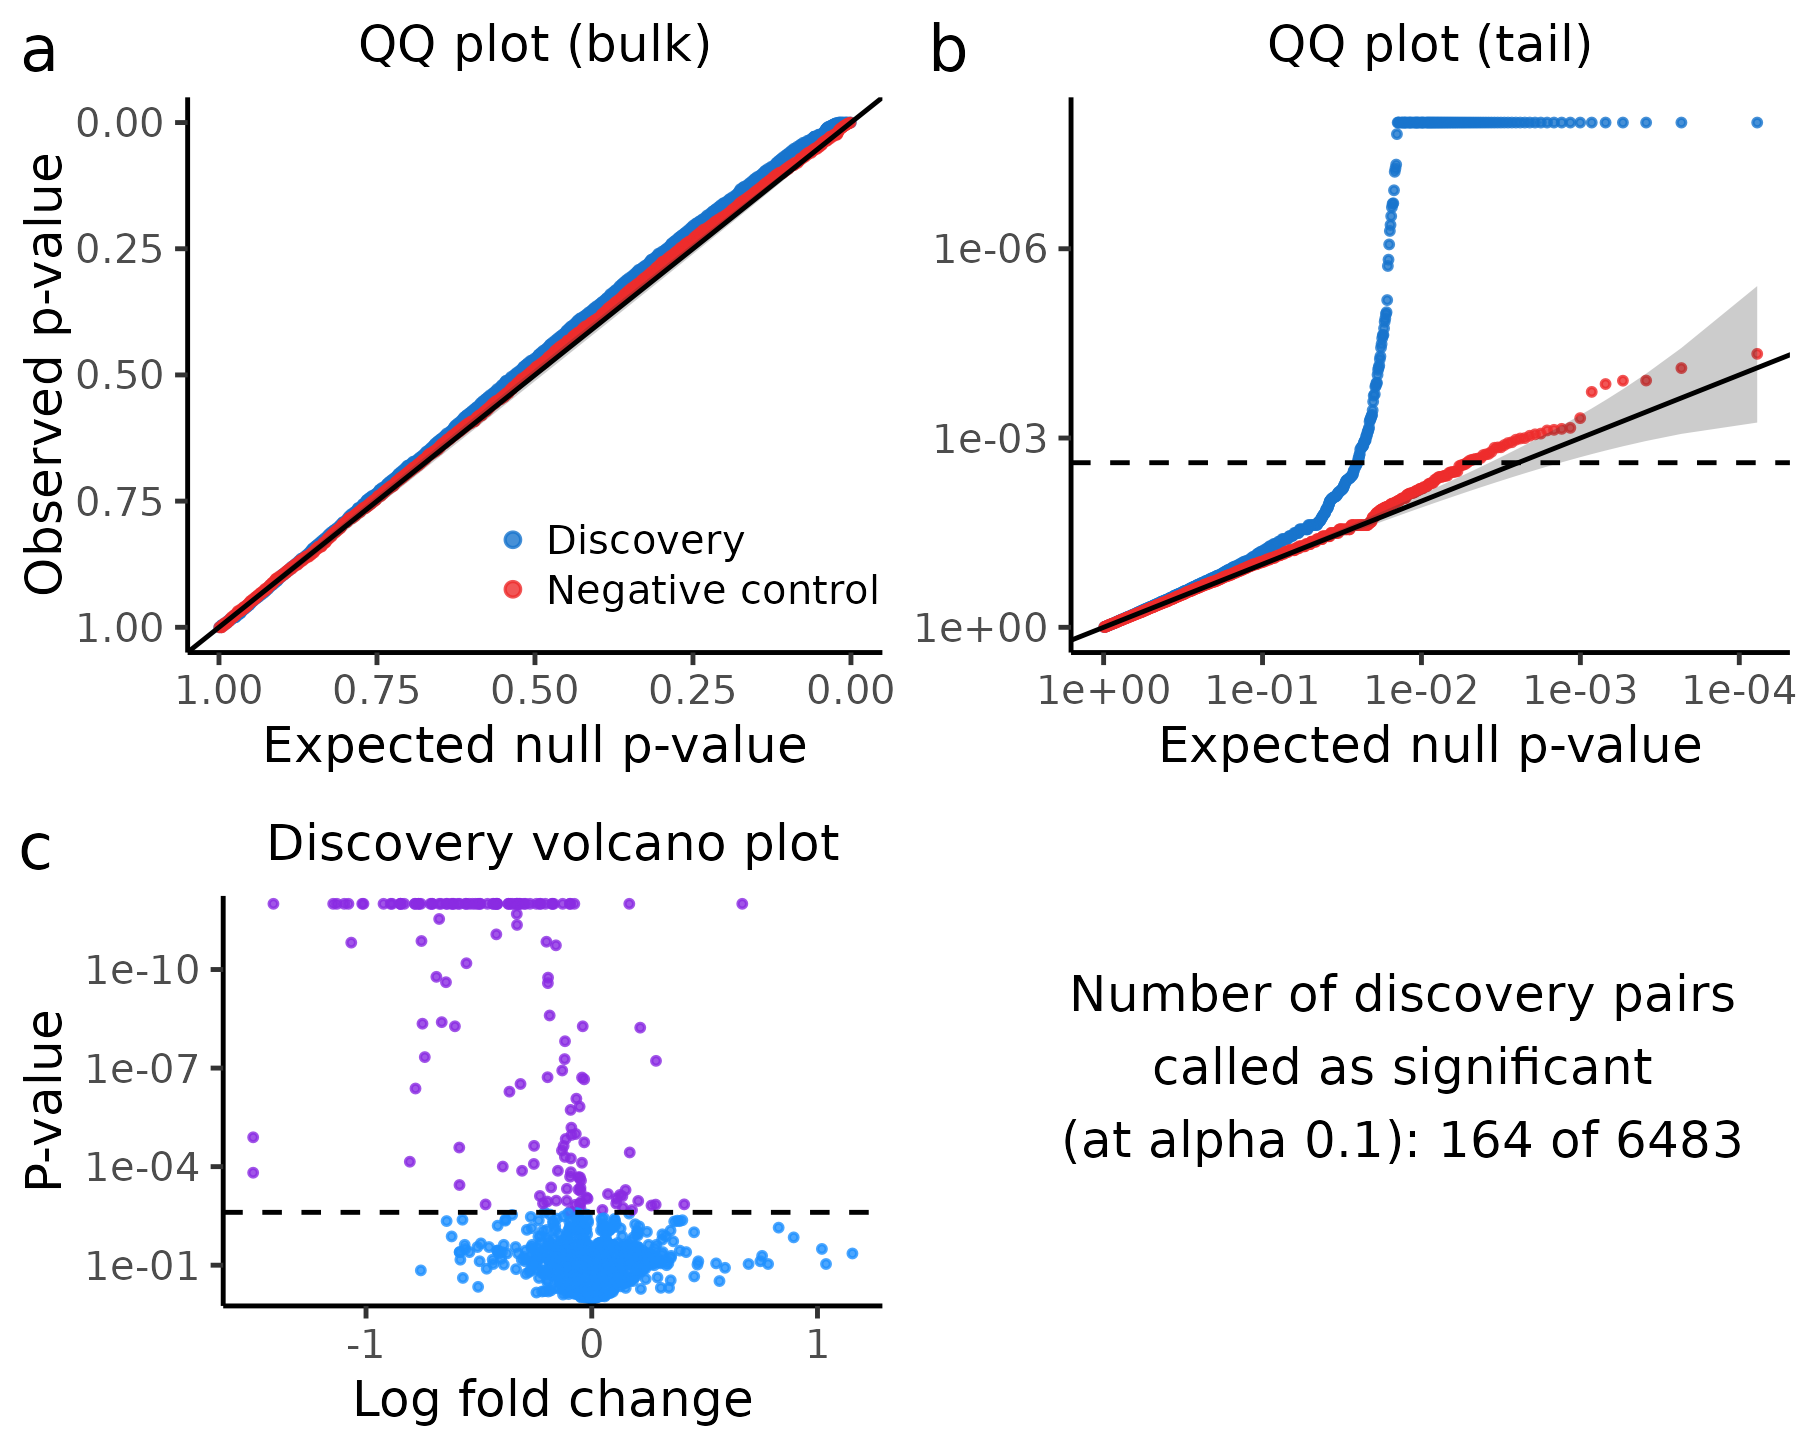 a
QQ plot (bulk)
Observed p-value
0.00
0.25
0.50
0.75
1.00
Discovery
Negative control
1.00 0.75 0.50 0.25 0.00
Expected null p-value
b
QQ plot (tail)
1e-06
1e-03
1e+00
1e+00 1e-01 1e-02 1e-03 1e-04
Expected null p-value
c
Discovery volcano plot
P-value
1e-10
1e-07
1e-04
1e-01
-1 0 1
Log fold change
Number of discovery pairs
called as significant
(at alpha 0.1): 164 of 6483